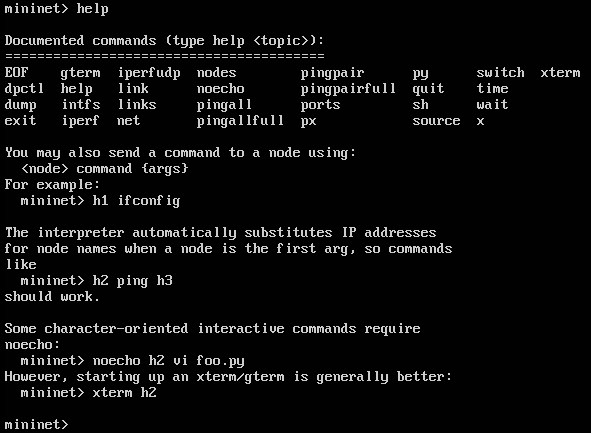 mininet> help
Documented commands (type help <topic>):
========================================
EOF    gterm  iperfudp  nodes        pingpair      py      switch  xterm
dpctl  help   link      noecho       pingpairfull  quit    time
dump   intfs  links     pingall      ports         sh      wait
exit   iperf  net       pingallfull  px            source  x
You may also send a command to a node using:
  <node> command {args}
For example:
  mininet> h1 ifconfig
The interpreter automatically substitutes IP addresses
for node names when a node is the first arg, so commands
like
  mininet> h2 ping h3
should work.
Some character-oriented interactive commands require
noecho:
  mininet> noecho h2 vi foo.py
However, starting up an xterm/gterm is generally better:
  mininet> xterm h2
mininet>